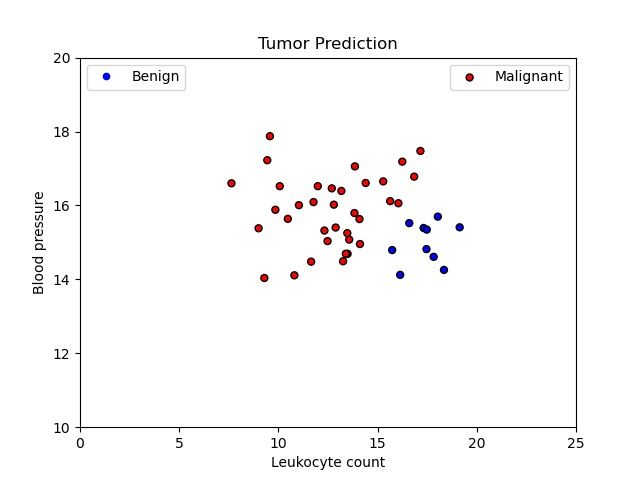 Tumor Prediction
20
Benign
Malignant
18
16
14
12
10
Blood pressure
0 5 10 15 20 25
Leukocyte count